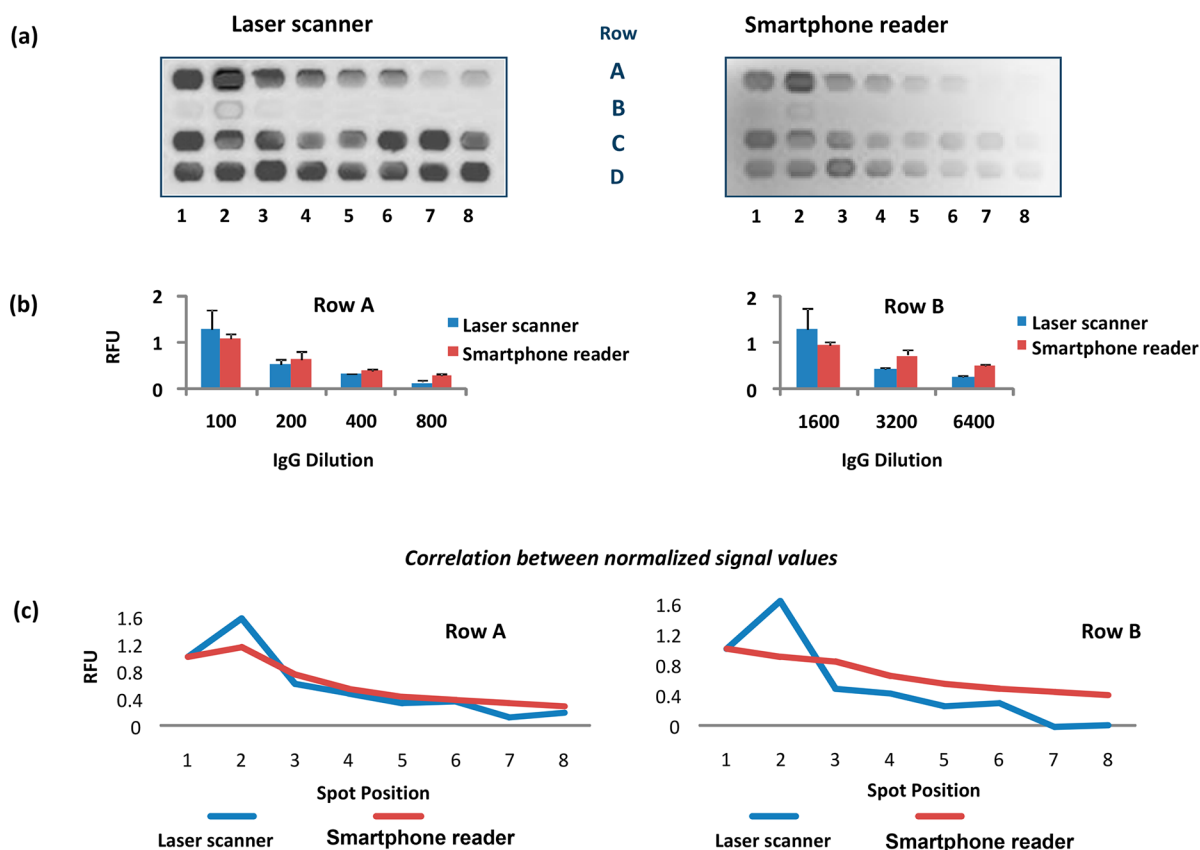 (a)
Laser scanner
Row
Smartphone reader
A
B
C
D
1 2 3 4 5 6 7 8
1 2 3 4 5 6 7 8
(b)
RFU
2
1
0
Row A
Laser scanner
Smartphone reader
100 200 400 800
IgG Dilution
2
1
0
Row B
Laser scanner
Smartphone reader
1600 3200 6400
IgG Dilution
Correlation between normalized signal values
(c)
RFU
1.6
1.2
0.8
0.4
0
Row A
1 2 3 4 5 6 7 8
Spot Position
Laser scanner
Smartphone reader
1.6
1.2
0.8
0.4
0
Row B
1 2 3 4 5 6 7 8
Spot Position
Laser scanner
Smartphone reader